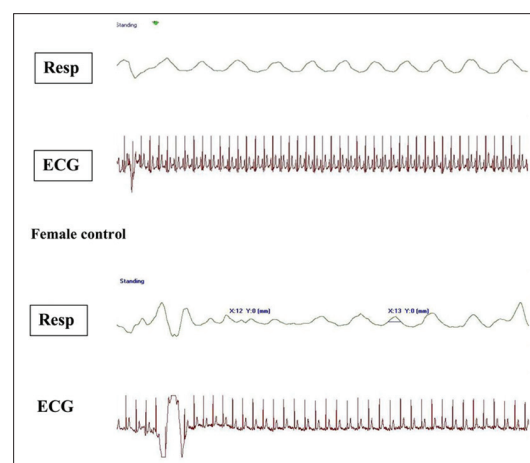 Standing
Resp
ECG
Female control
Standing
X:12 Y:0 (mm)
X:13 Y:0 (mm)
Resp
ECG